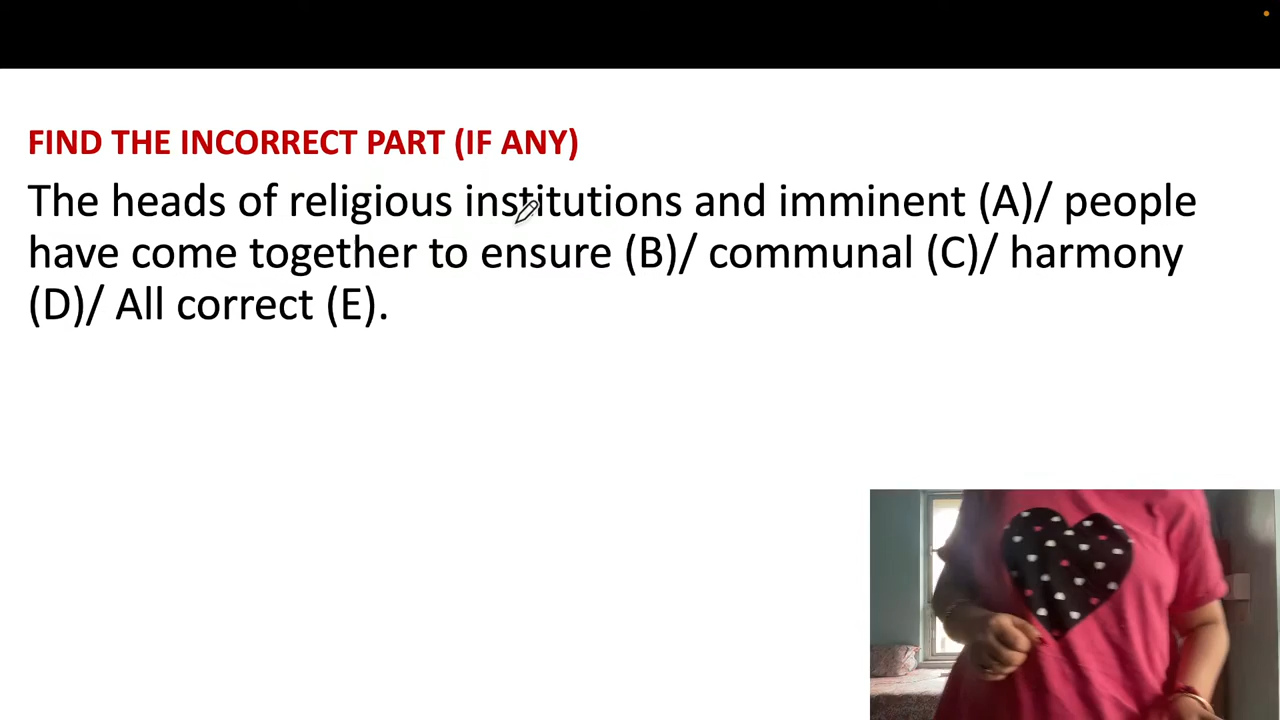 FIND THE INCORRECT PART (IF ANY)
The heads of religious institutions and imminent (A)/ people
have come together to ensure (B)/ communal (C)/ harmony
(D)/ All correct (E).